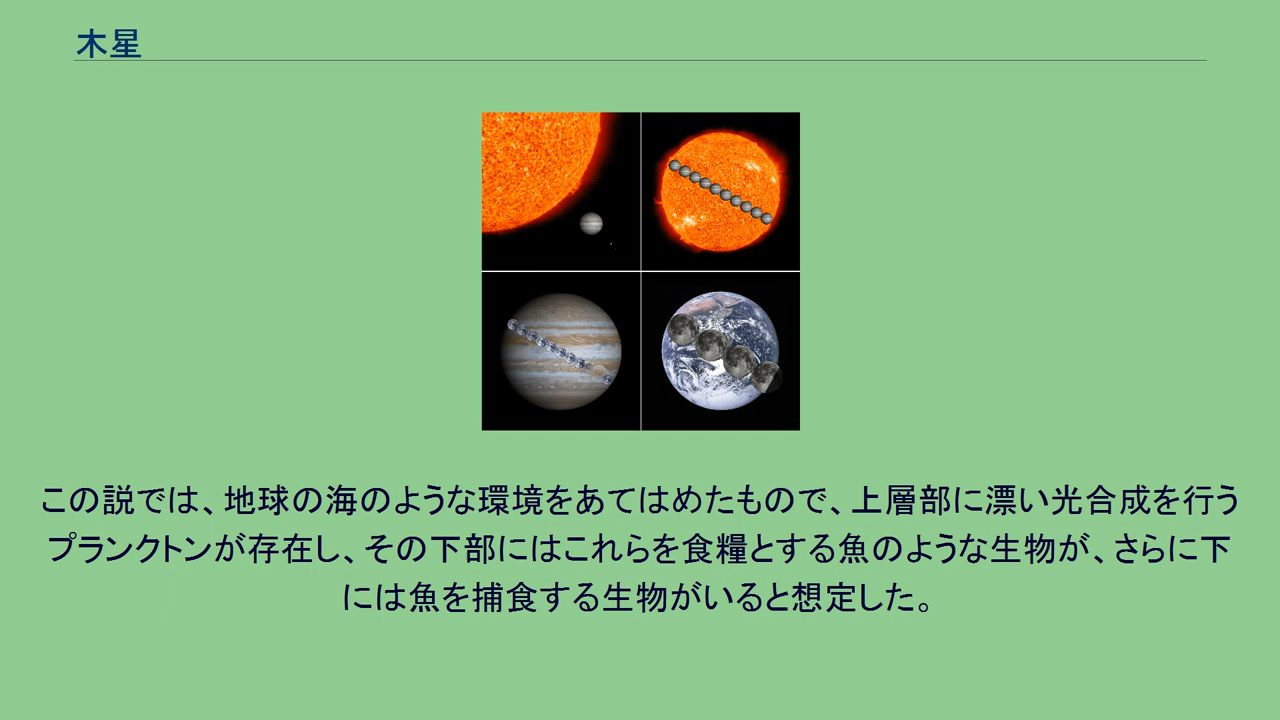 木星
この説では、地球の海のような環境をあてはめたもので、上層部に漂い光合成を行う
プランクトンが存在し、その下部にはこれらを食糧とする魚のような生物が、さらに下
には魚を捕食する生物がいると想定した。